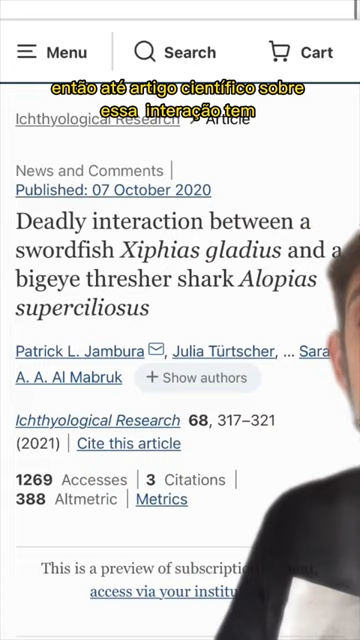 Menu
Search
Cart
então até artigo científico sobre
essa interação tem
Ichthyological Research > Article
News and Comments |
Published: 07 October 2020
Deadly interaction between a
swordfish Xiphias gladius and a
bigeye thresher shark Alopias
superciliosus
Patrick L. Jambura, Julia Türtscher, ... Sara
A. A. Al Mabruk + Show authors
Ichthyological Research 68, 317–321
(2021) | Cite this article
1269 Accesses | 3 Citations |
388 Altmetric | Metrics
This is a preview of subscription
access via your